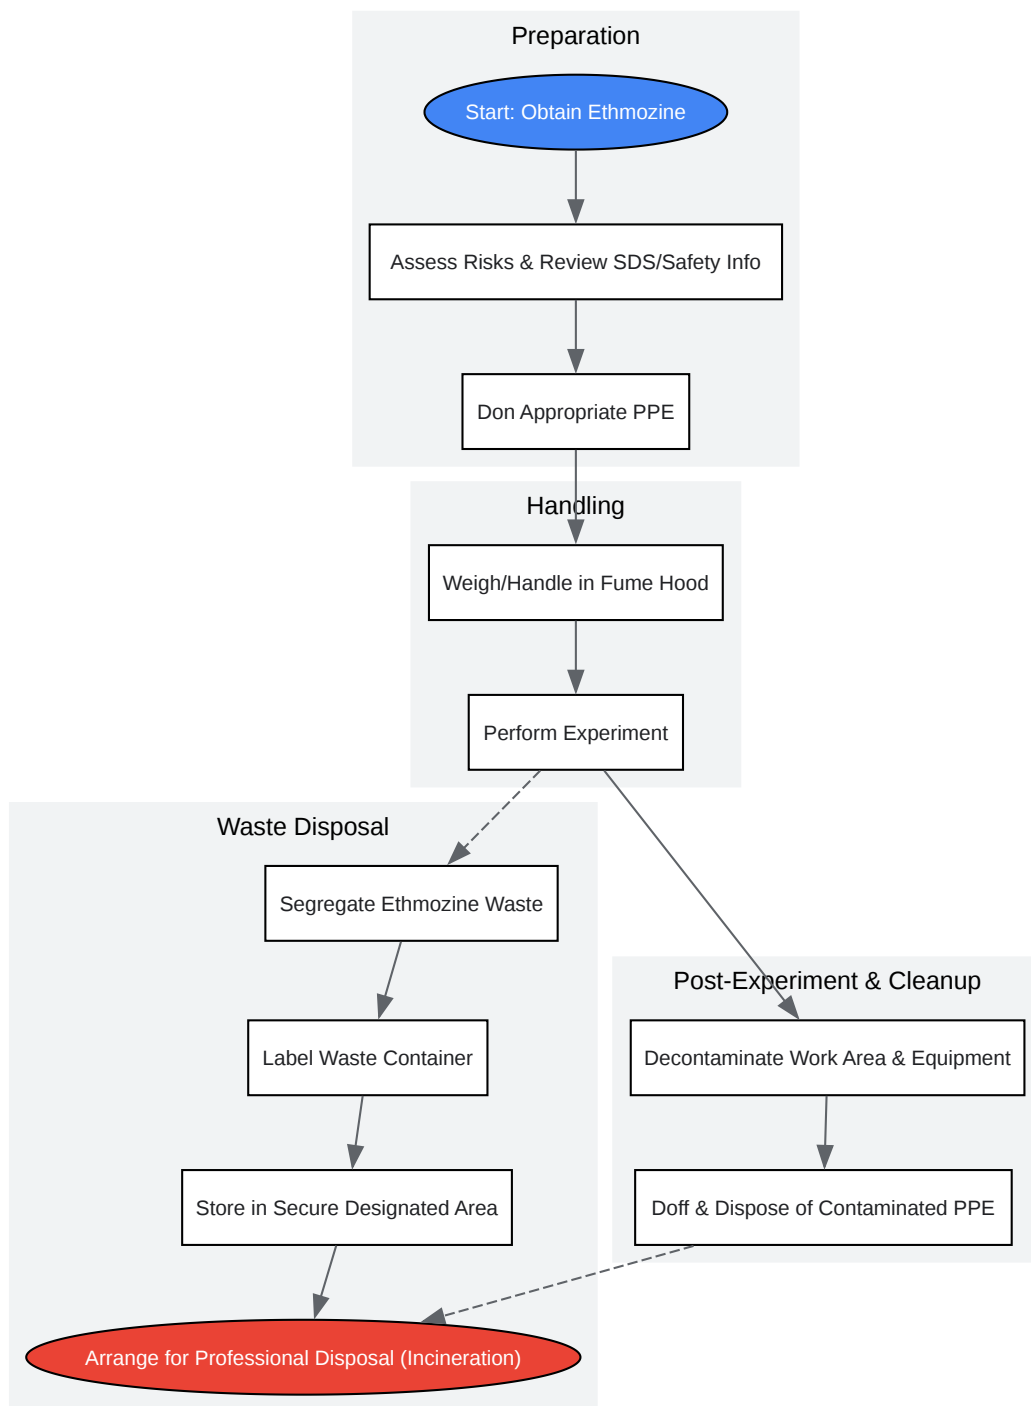 Preparation
Start: Obtain Ethmozine
Assess Risks & Review SDS/Safety Info
Don Appropriate PPE
Handling
Weigh/Handle in Fume Hood
Perform Experiment
Waste Disposal
Segregate Ethmozine Waste
Label Waste Container
Store in Secure Designated Area
Arrange for Professional Disposal (Incineration)
Post-Experiment & Cleanup
Decontaminate Work Area & Equipment
Doff & Dispose of Contaminated PPE